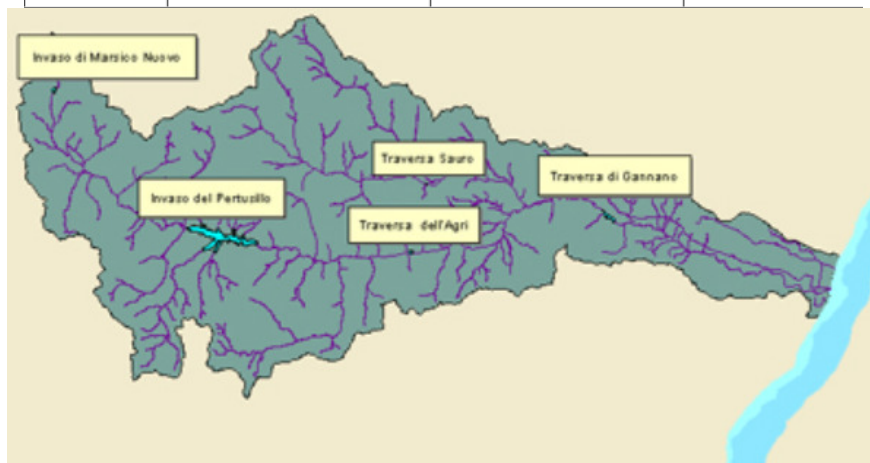 Invaso di Marsico Nuovo
Traversa Sauro
Traversa di Gannano
Invaso del Pertusillo
Traversa dell'Agri